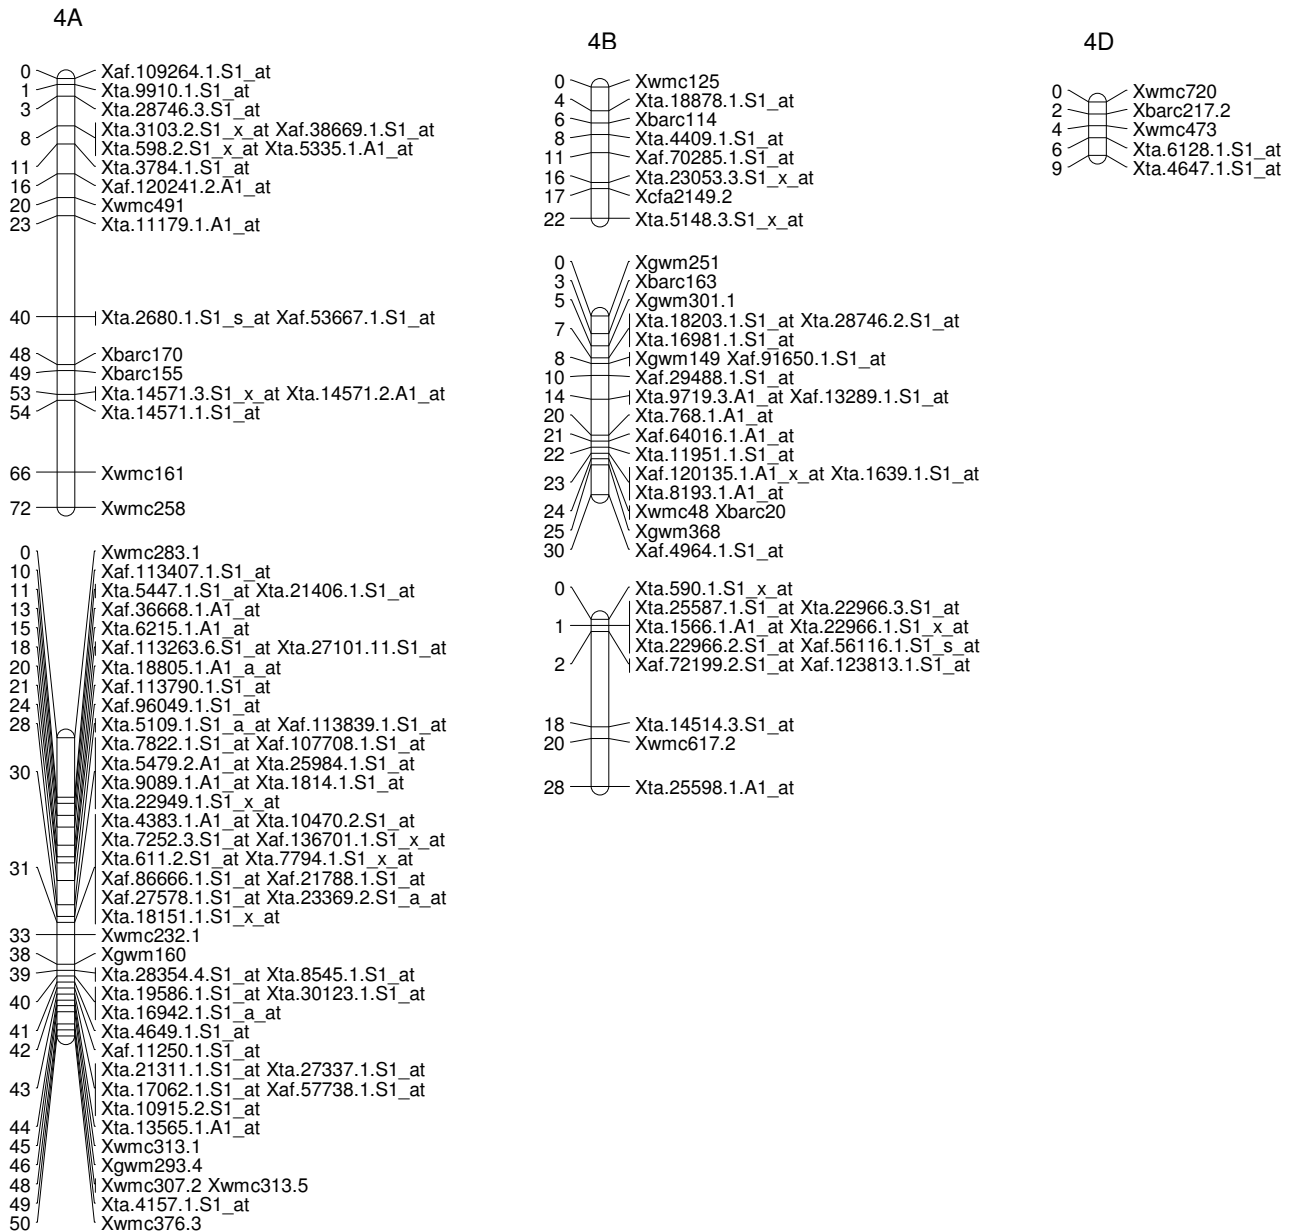 4A
0 Xaf.109264.1.S1_at
1 Xta.9910.1.S1_at
3 Xta.28746.3.S1_at
8 Xta.3103.2.S1_x_at Xaf.38669.1.S1_at
Xta.598.2.S1_x_at Xta.5335.1.A1_at
11 Xta.3784.1.S1_at
16 Xaf.120241.2.A1_at
20 Xwmc491
23 Xta.11179.1.A1_at
40 Xta.2680.1.S1_s_at Xaf.53667.1.S1_at
48 Xbarc170
49 Xbarc155
53 Xta.14571.3.S1_x_at Xta.14571.2.A1_at
54 Xta.14571.1.S1_at
66 Xwmc161
72 Xwmc258
0 Xwmc283.1
10 Xaf.113407.1.S1_at
11 Xta.5447.1.S1_at Xta.21406.1.S1_at
13 Xaf.36668.1.A1_at
15 Xta.6215.1.A1_at
18 Xaf.113263.6.S1_at Xta.27101.11.S1_at
20 Xta.18805.1.A1_a_at
21 Xaf.113790.1.S1_at
24 Xaf.96049.1.S1_at
28 Xta.5109.1.S1_a_at Xaf.113839.1.S1_at
Xta.7822.1.S1_at Xaf.107708.1.S1_at
30 Xta.5479.2.A1_at Xta.25984.1.S1_at
Xta.9089.1.A1_at Xta.1814.1.S1_at
Xta.22949.1.S1_x_at
Xta.4383.1.A1_at Xta.10470.2.S1_at
Xta.7252.3.S1_at Xaf.136701.1.S1_x_at
31 Xta.611.2.S1_at Xta.7794.1.S1_x_at
Xaf.86666.1.S1_at Xaf.21788.1.S1_at
Xaf.27578.1.S1_at Xta.23369.2.S1_a_at
Xta.18151.1.S1_x_at
33 Xwmc232.1
38 Xgwm160
39 Xta.28354.4.S1_at Xta.8545.1.S1_at
40 Xta.19586.1.S1_at Xta.30123.1.S1_at
Xta.16942.1.S1_a_at
41 Xta.4649.1.S1_at
42 Xaf.11250.1.S1_at
Xta.21311.1.S1_at Xta.27337.1.S1_at
43 Xta.17062.1.S1_at Xaf.57738.1.S1_at
Xta.10915.2.S1_at
44 Xta.13565.1.A1_at
45 Xwmc313.1
46 Xgwm293.4
48 Xwmc307.2 Xwmc313.5
49 Xta.4157.1.S1_at
50 Xwmc376.3
4B
0 Xwmc125
4 Xta.18878.1.S1_at
6 Xbarc114
8 Xta.4409.1.S1_at
11 Xaf.70285.1.S1_at
16 Xta.23053.3.S1_x_at
17 Xcfa2149.2
22 Xta.5148.3.S1_x_at
0 Xgwm251
3 Xbarc163
5 Xgwm301.1
7 Xta.18203.1.S1_at Xta.28746.2.S1_at
Xta.16981.1.S1_at
8 Xgwm149 Xaf.91650.1.S1_at
10 Xaf.29488.1.S1_at
14 Xta.9719.3.A1_at Xaf.13289.1.S1_at
20 Xta.768.1.A1_at
21 Xaf.64016.1.A1_at
22 Xta.11951.1.S1_at
23 Xaf.120135.1.A1_x_at Xta.1639.1.S1_at
Xta.8193.1.A1_at
24 Xwmc48 Xbarc20
25 Xgwm368
30 Xaf.4964.1.S1_at
0 Xta.590.1.S1_x_at
Xta.25587.1.S1_at Xta.22966.3.S1_at
1 Xta.1566.1.A1_at Xta.22966.1.S1_x_at
Xta.22966.2.S1_at Xaf.56116.1.S1_s_at
2 Xaf.72199.2.S1_at Xaf.123813.1.S1_at
18 Xta.14514.3.S1_at
20 Xwmc617.2
28 Xta.25598.1.A1_at
4D
0 Xwmc720
2 Xbarc217.2
4 Xwmc473
6 Xta.6128.1.S1_at
9 Xta.4647.1.S1_at